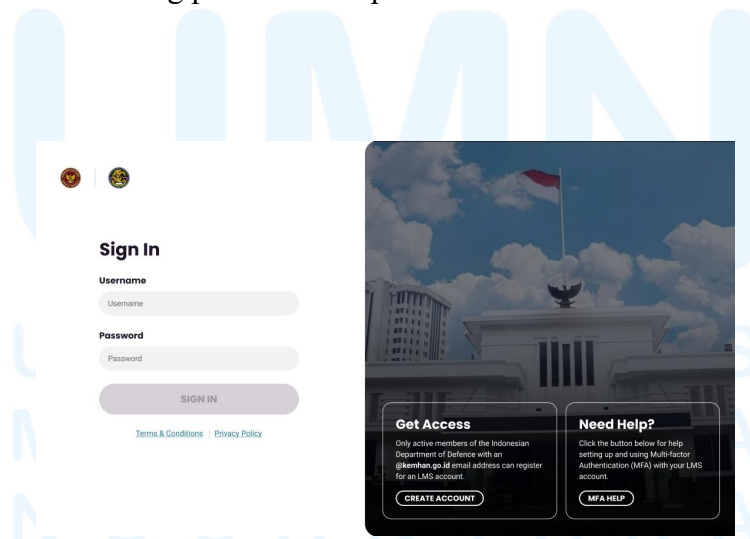 Sign In
Username
Username
Password
Password
SIGN IN
Terms & Conditions | Privacy Policy
Get Access
Only active members of the Indonesian
Department of Defence with an
@kemhan.go.id email address can register
for an LMS account.
CREATE ACCOUNT
Need Help?
Click the button below for help
setting up and using Multi-factor
Authentication (MFA) with your LMS
account.
MFA HELP
UMN